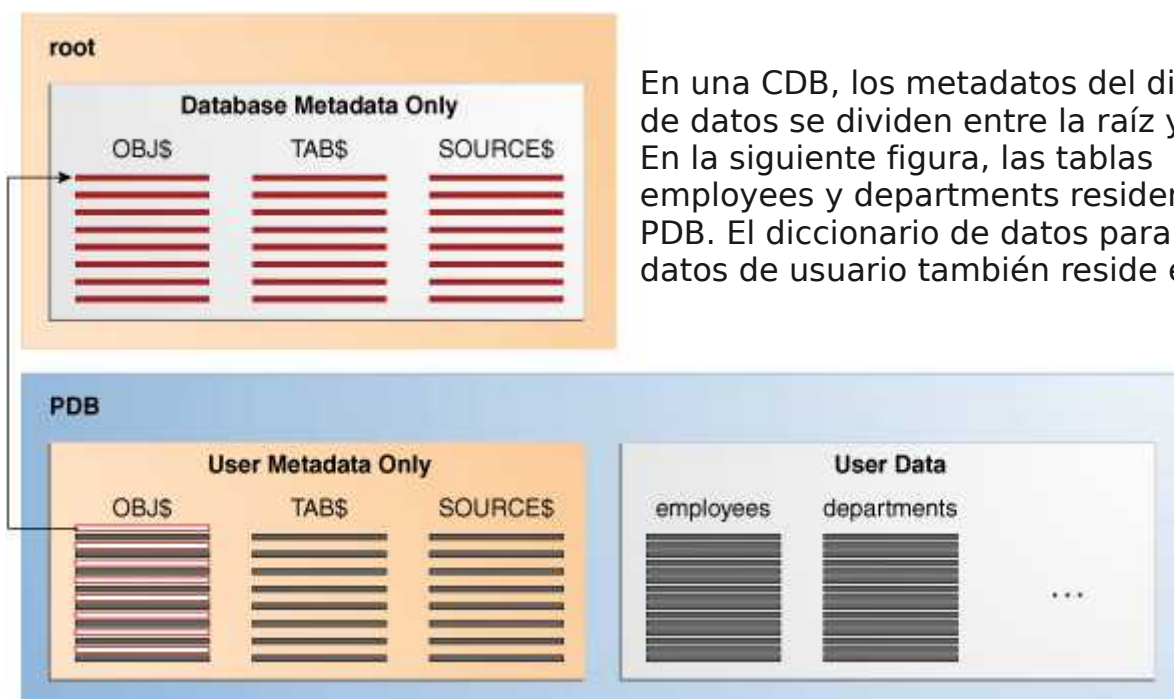 root
Database Metadata Only
OBJ$ TAB$ SOURCE$
En una CDB, los metadatos del
de datos se dividen entre la raíz
En la siguiente figura, las tablas
employees y departments
PDB. El diccionario de datos para
datos de usuario también reside
PDB
User Metadata Only
OBJ$ TAB$ SOURCE$
User Data
employees departments
...